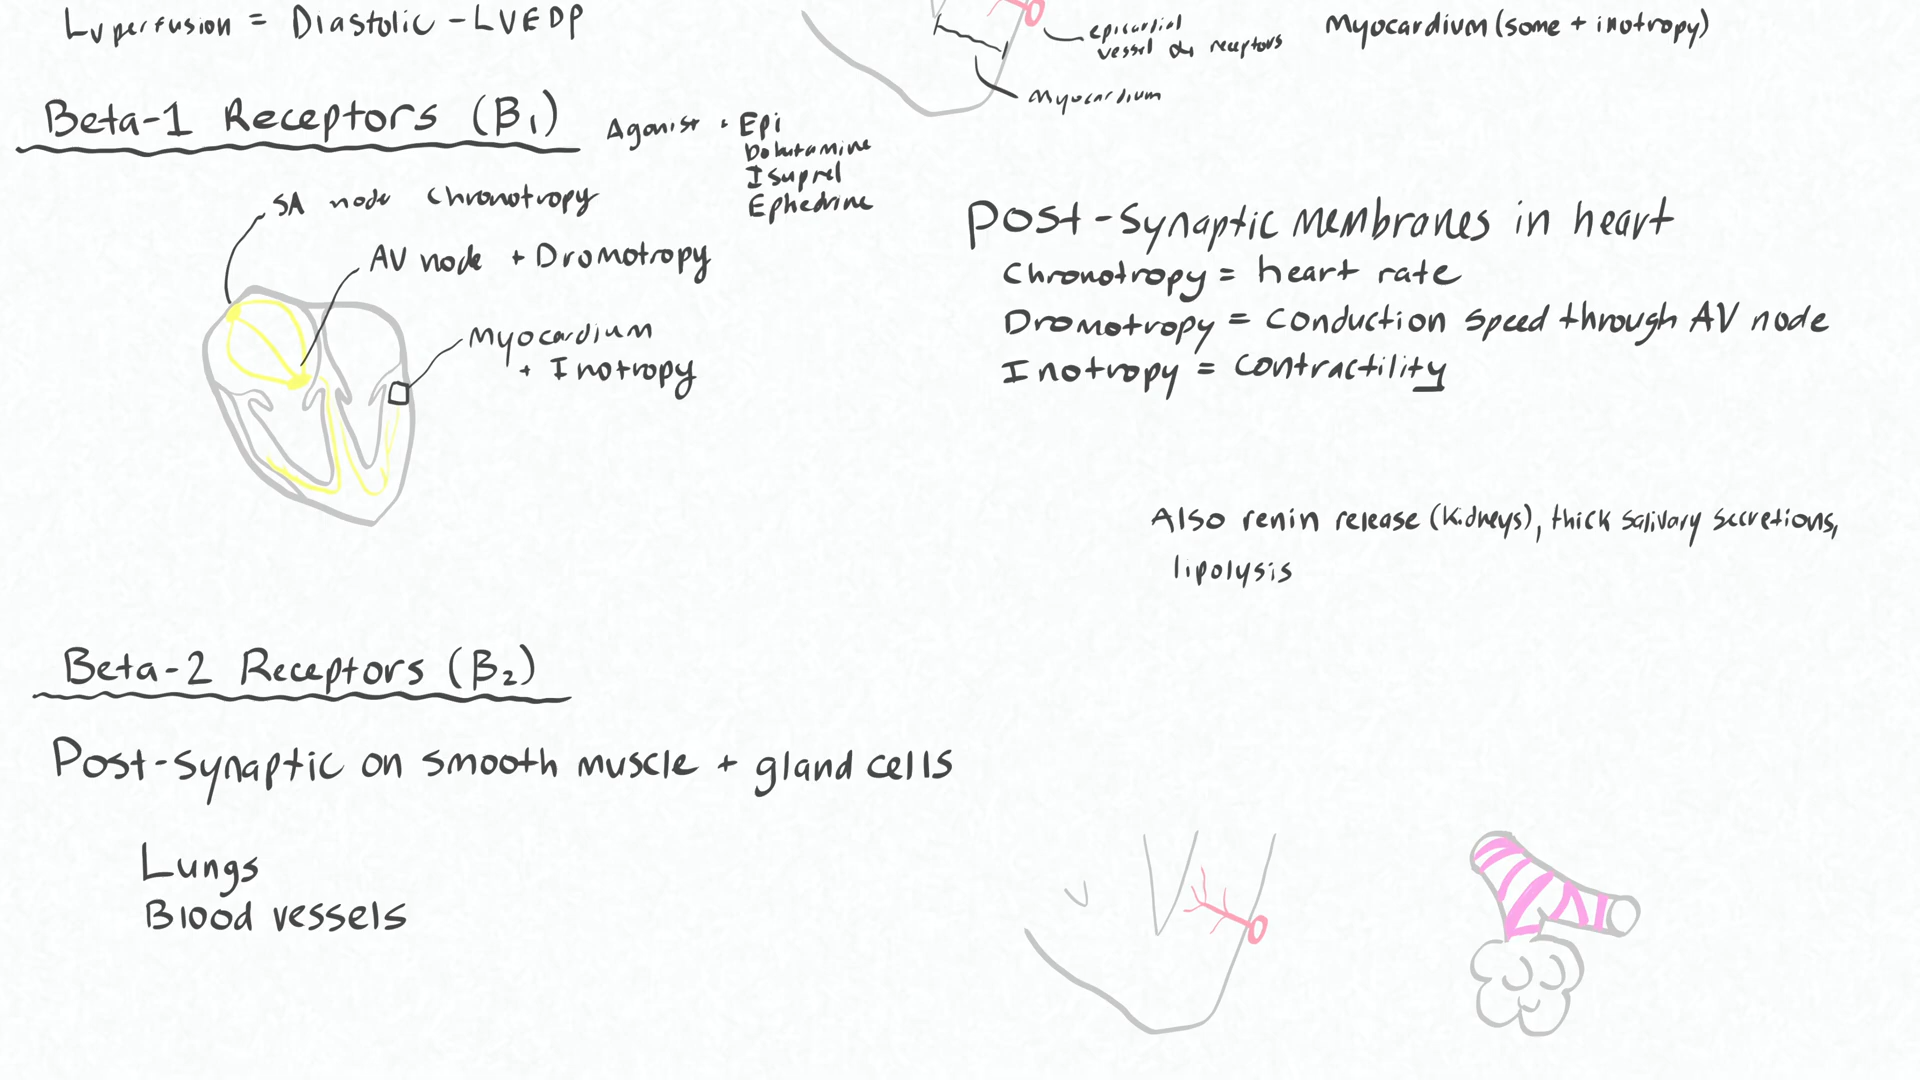 Lv perfusion = Diastolic - LVEDP
epicardial
vessel α1 receptors
Myocardium (some + inotropy)
Myocardium
Beta-1 Receptors (β1)
Agonist : Epi
Dobutamine
Isuprel
Ephedrine
SA node Chronotropy
AV node + Dromotropy
Myocardium
+ Inotropy
Post-Synaptic membranes in heart
Chronotropy = heart rate
Dromotropy = conduction speed through AV node
Inotropy = contractility
Also renin release (kidneys), thick salivary secretions,
lipolysis
Beta-2 Receptors (β2)
Post-synaptic on smooth muscle + gland cells
Lungs
Blood vessels